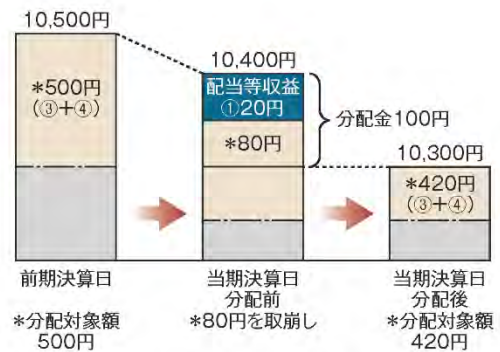 10,500円
*500円
(③+④)
10,400円
配当等収益
①20円
*80円
分配金100円
10,300円
*420円
(③+④)
前期決算日
*分配対象額
500円
当期決算日
分配前
*80円を取崩し
当期決算日
分配後
*分配対象額
420円